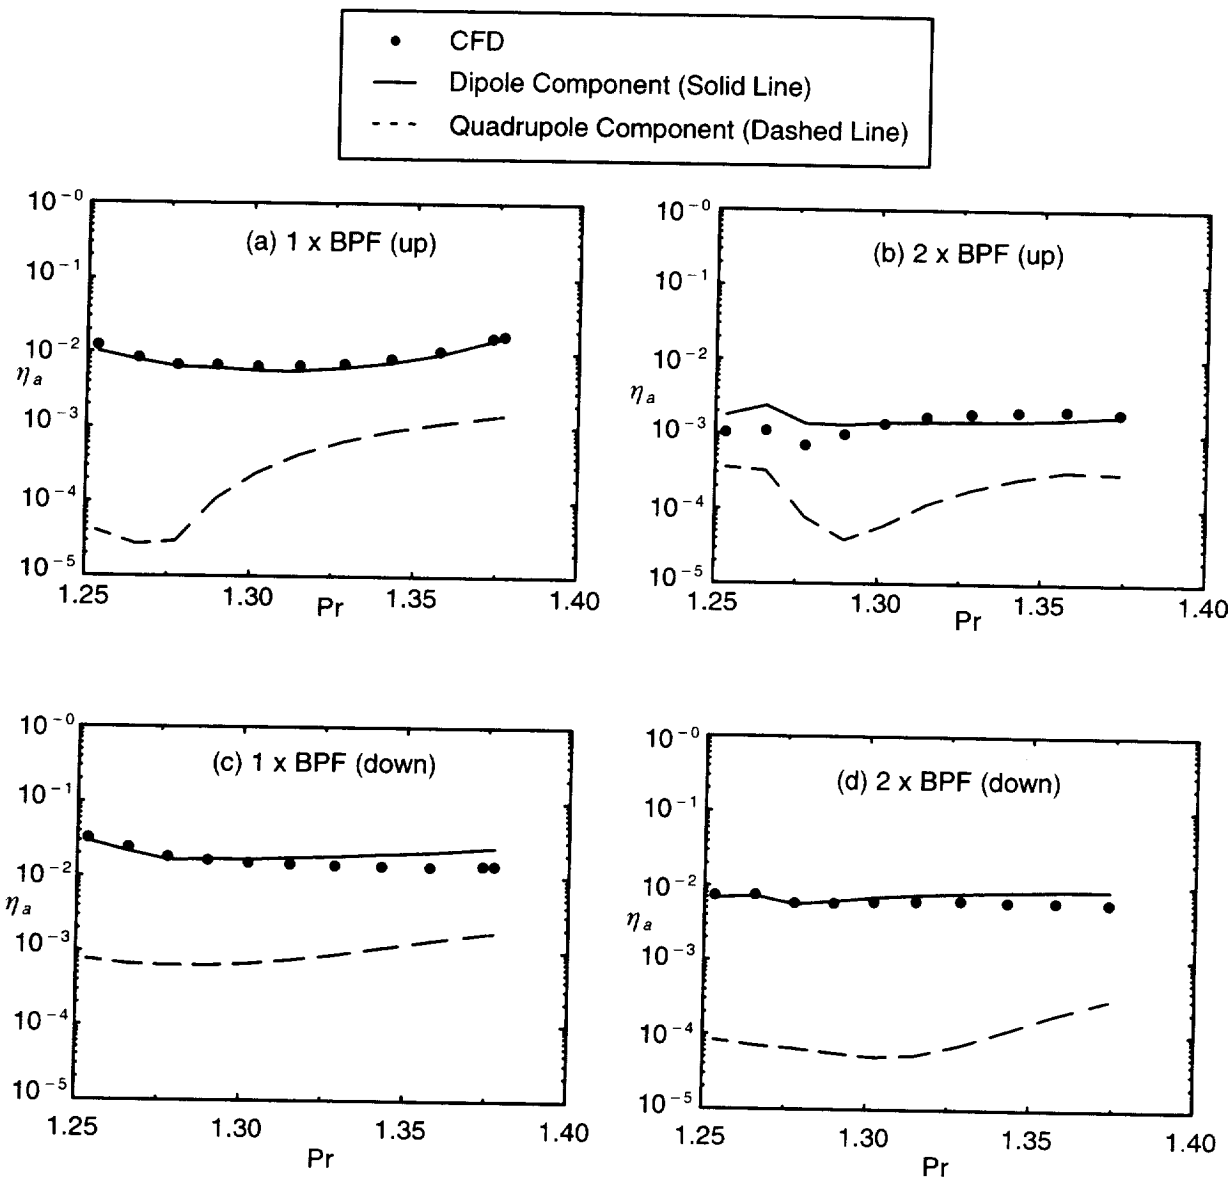 CFD
Dipole Component (Solid Line)
Quadrupole Component (Dashed Line)
(a) 1 x BPF (up)
10⁻⁰
10⁻¹
10⁻²
ηₐ
10⁻³
10⁻⁴
10⁻⁵
1.25 1.30 1.35 1.40
Pr
(b) 2 x BPF (up)
10⁻⁰
10⁻¹
10⁻²
ηₐ
10⁻³
10⁻⁴
10⁻⁵
1.25 1.30 1.35 1.40
Pr
(c) 1 x BPF (down)
10⁻⁰
10⁻¹
10⁻²
ηₐ
10⁻³
10⁻⁴
10⁻⁵
1.25 1.30 1.35 1.40
Pr
(d) 2 x BPF (down)
10⁻⁰
10⁻¹
10⁻²
ηₐ
10⁻³
10⁻⁴
10⁻⁵
1.25 1.30 1.35 1.40
Pr